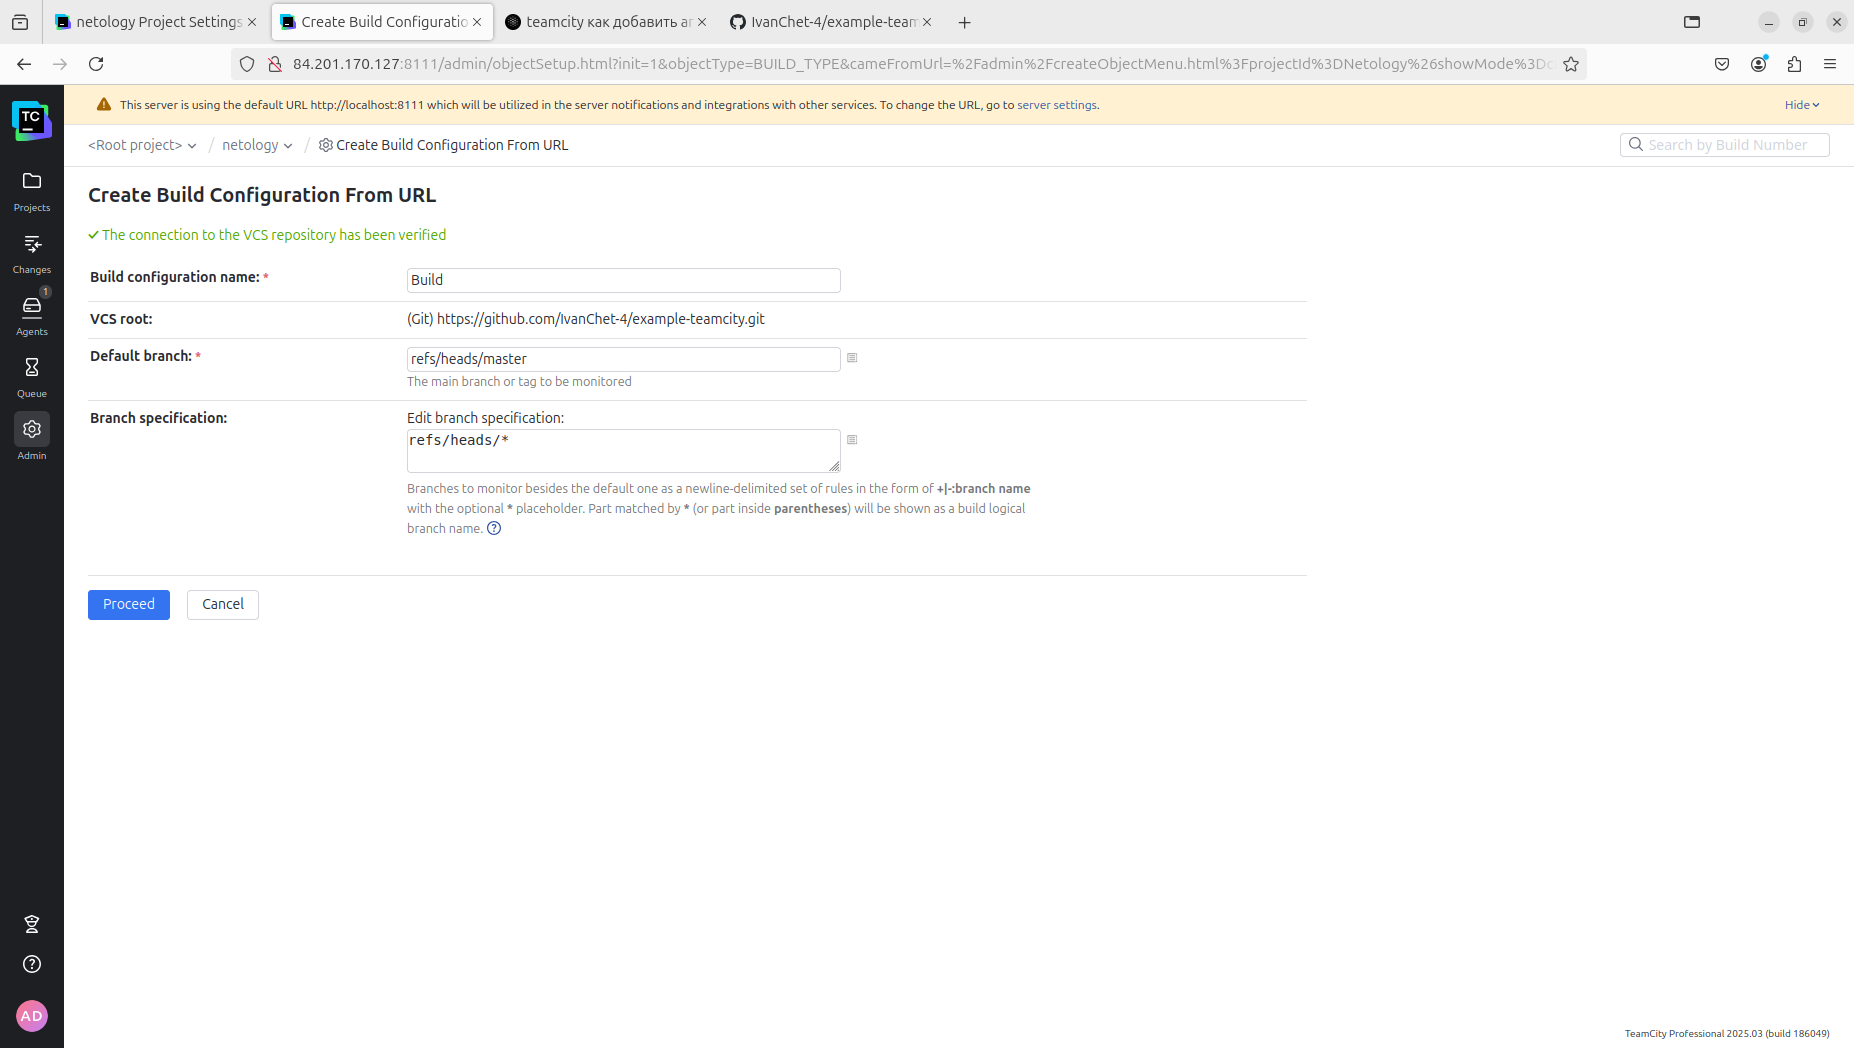 netology Project Settings
Create Build Configuratio
teamcity как добавить аг
IvanChet-4/example-team
84.201.170.127:8111/admin/objectSetup.html?init=1&objectType=BUILD_TYPE&cameFromUrl=%2Fadmin%2FcreateObjectMenu.html%3FprojectId%3DNetology%26showMode%3Dc
This server is using the default URL http://localhost:8111 which will be utilized in the server notifications and integrations with other services. To change the URL, go to server settings.
Hide
TC
<Root project> / netology / Create Build Configuration From URL
Search by Build Number
Projects
Changes
1
Agents
Queue
Admin
Create Build Configuration From URL
The connection to the VCS repository has been verified
Build configuration name: *
Build
VCS root:
(Git) https://github.com/IvanChet-4/example-teamcity.git
Default branch: *
refs/heads/master
The main branch or tag to be monitored
Branch specification:
Edit branch specification:
refs/heads/*
Branches to monitor besides the default one as a newline-delimited set of rules in the form of +|-:branch name
with the optional * placeholder. Part matched by * (or part inside parentheses) will be shown as a build logical
branch name.
Proceed
Cancel
AD
TeamCity Professional 2025.03 (build 186049)